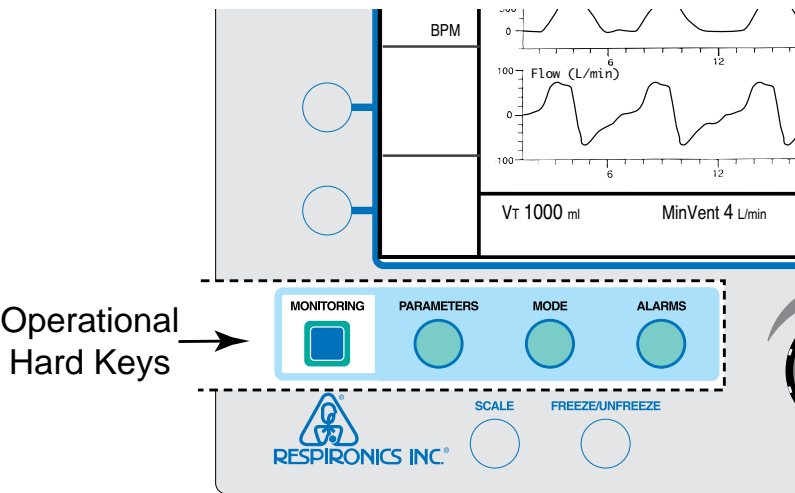 500
BPM
0
6
12
100
Flow (L/min)
0
-100
6
12
VT 1000 ml
MinVent 4 L/min
Operational
Hard Keys
MONITORING
PARAMETERS
MODE
ALARMS
SCALE
FREEZE/UNFREEZE
®
RESPIRONICS INC.®